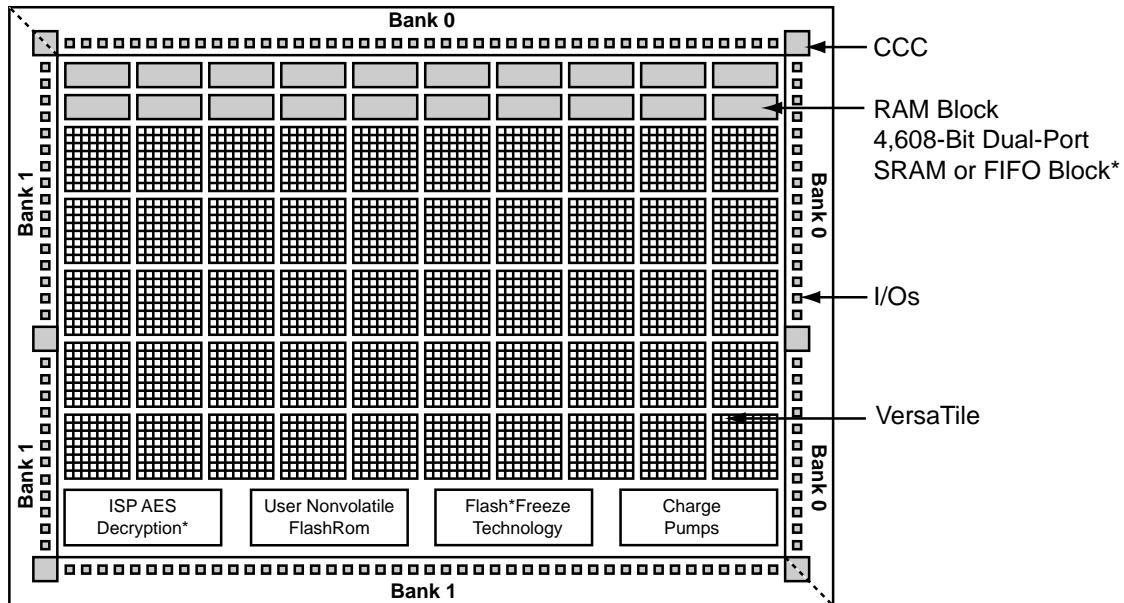 Bank 0
CCC
RAM Block
4,608-Bit Dual-Port
SRAM or FIFO Block*
Bank 1
Bank 0
I/Os
VersaTile
Bank 1
Bank 0
ISP AES
Decryption*
User Nonvolatile
FlashRom
Flash*Freeze
Technology
Charge
Pumps
Bank 1